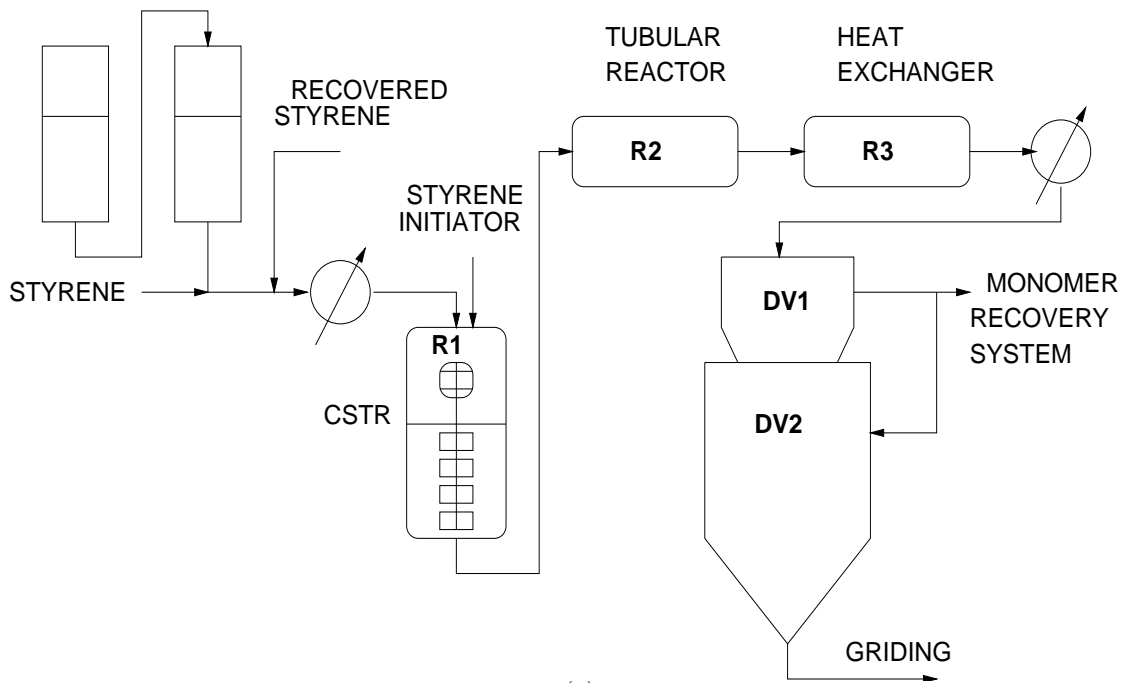 TUBULAR
REACTOR
HEAT
EXCHANGER
RECOVERED
STYRENE
R2
R3
STYRENE
INITIATOR
STYRENE
DV1
MONOMER
RECOVERY
SYSTEM
R1
CSTR
DV2
GRIDING